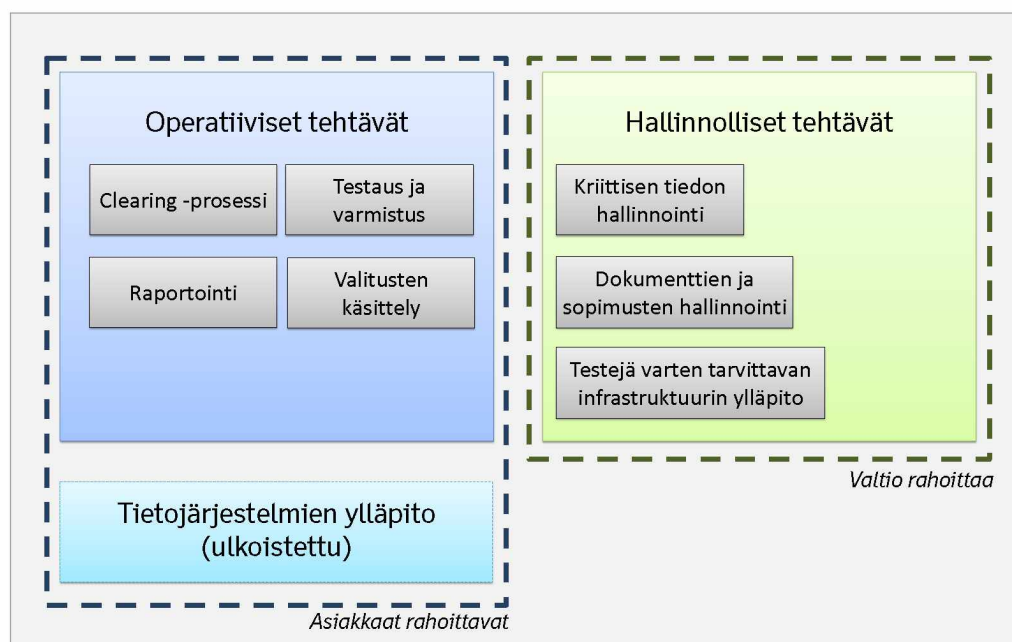 Operatiiviset tehtävät
Clearing -prosessi
Testaus ja
varmistus
Raportointi
Valitusten
käsittely
Tietojärjestelmien ylläpito
(ulkoistettu)
Asiakkaat rahoittavat
Hallinnolliset tehtävät
Kriittisen tiedon
hallinnointi
Dokumenttien ja
sopimusten hallinnointi
Testejä varten tarvittavan
infrastruktuurin ylläpito
Valtio rahoittaa